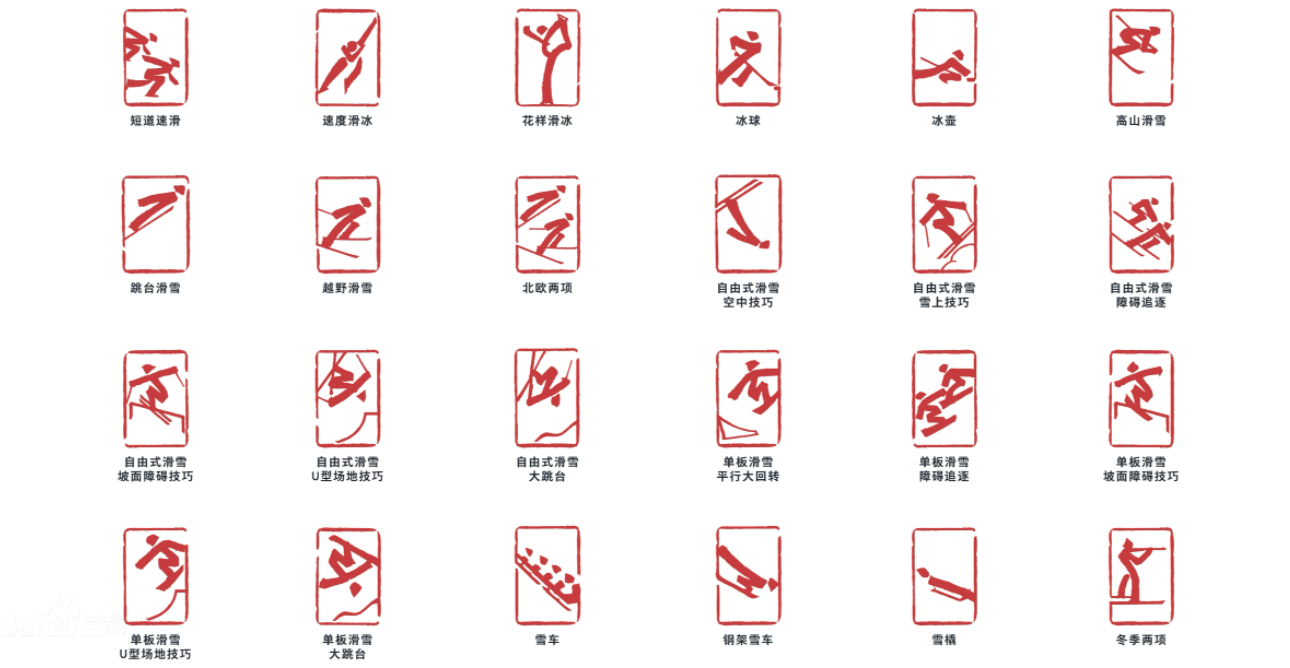 短道速滑
速度滑冰
花样滑冰
冰球
冰壶
高山滑雪
跳台滑雪
越野滑雪
北欧两项
自由式滑雪
空中技巧
自由式滑雪
雪上技巧
自由式滑雪
障碍追逐
自由式滑雪
坡面障碍技巧
自由式滑雪
U型场地技巧
自由式滑雪
大跳台
单板滑雪
平行大回转
单板滑雪
障碍追逐
单板滑雪
坡面障碍技巧
单板滑雪
U型场地技巧
单板滑雪
大跳台
雪车
钢架雪车
雪橇
冬季两项
Baidu百科